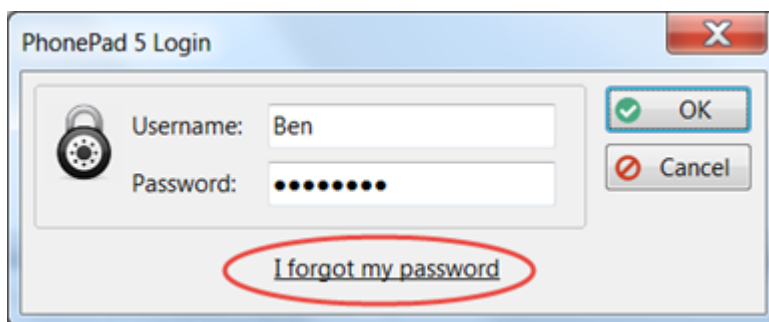 PhonePad 5 Login
Username: Ben
OK
Password: ••••••••
Cancel
I forgot my password